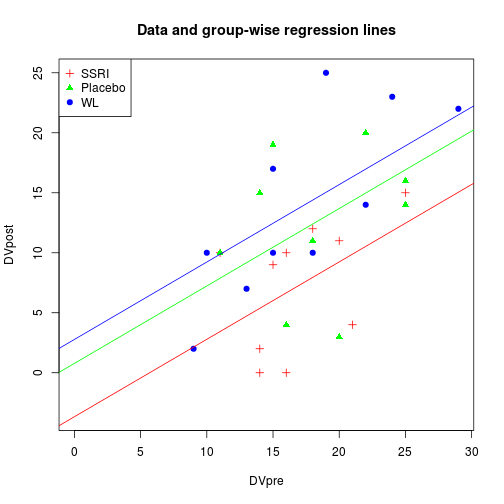 Data and group-wise regression lines
SSRI
Placebo
WL
DVpost
25
20
15
10
5
0
0 5 10 15 20 25 30
DVpre